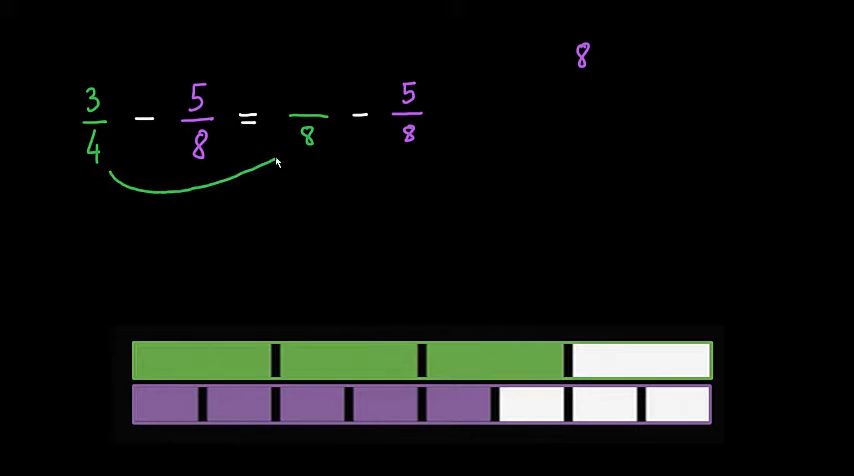 8
3/4 - 5/8 = /8 - 5/8